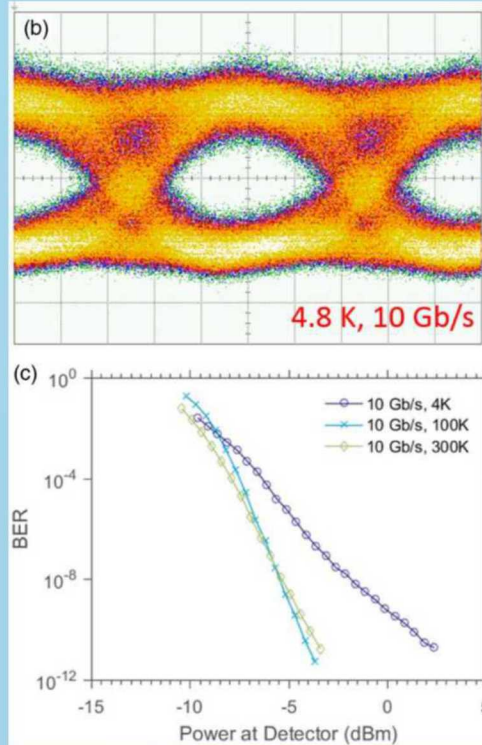 (b)
4.8 K, 10 Gb/s
(c)
10 Gb/s, 4K
10 Gb/s, 100K
10 Gb/s, 300K
BER
10⁰
10⁻⁴
10⁻⁸
10⁻¹²
-15
-10
-5
0
Power at Detector (dBm)